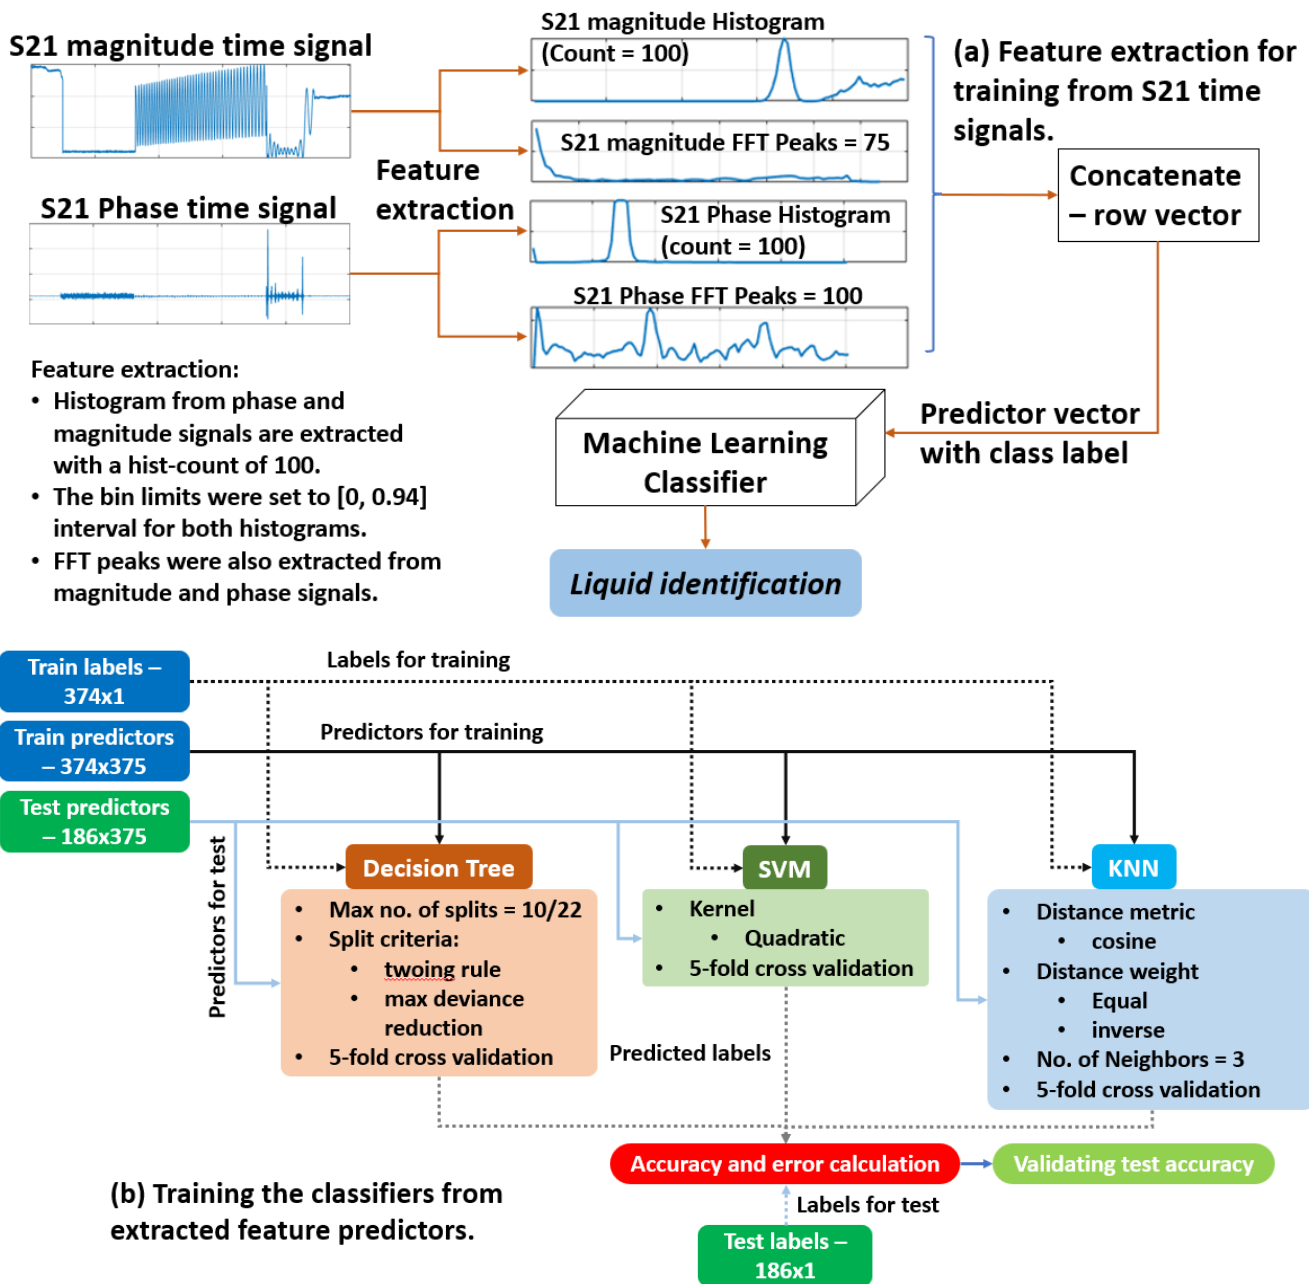 S21 magnitude time signal
S21 magnitude Histogram
(Count = 100)
(a) Feature extraction for
training from S21 time
signals.
S21 magnitude FFT Peaks = 75
Feature
extraction
Concatenate
– row vector
S21 Phase time signal
S21 Phase Histogram
(count = 100)
S21 Phase FFT Peaks = 100
Feature extraction:
• Histogram from phase and
magnitude signals are extracted
with a hist-count of 100.
• The bin limits were set to [0, 0.94]
interval for both histograms.
• FFT peaks were also extracted from
magnitude and phase signals.
Predictor vector
with class label
Machine Learning
Classifier
Liquid identification
Train labels –
374x1
Labels for training
Train predictors
– 374x375
Predictors for training
Test predictors
– 186x375
Predictors for test
Decision Tree
• Max no. of splits = 10/22
• Split criteria:
• twoing rule
• max deviance
reduction
• 5-fold cross validation
SVM
• Kernel
• Quadratic
• 5-fold cross validation
KNN
• Distance metric
• cosine
• Distance weight
• Equal
• inverse
• No. of Neighbors = 3
• 5-fold cross validation
Predicted labels
Accuracy and error calculation
Validating test accuracy
(b) Training the classifiers from
extracted feature predictors.
Labels for test
Test labels –
186x1